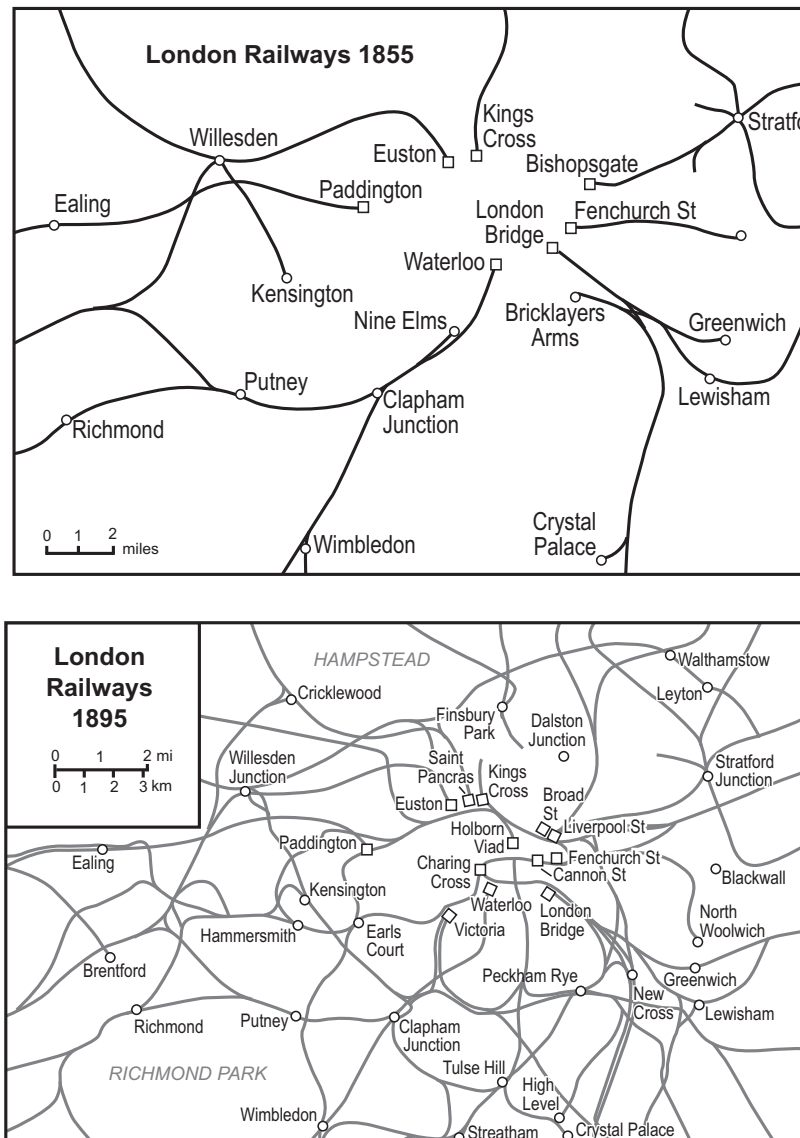 London Railways 1855
Kings
Cross
Willesden
Euston
Stratfo
Bishopsgate
Paddington
Ealing
London
Bridge
Fenchurch St
Waterloo
Kensington
Nine Elms
Bricklayers
Arms
Greenwich
Putney
Lewisham
Clapham
Junction
Richmond
Crystal
Palace
Wimbledon
0 1 2
miles
London
Railways
1895
0 1 2 mi
0 1 2 3 km
HAMPSTEAD
Walthamstow
Cricklewood
Leyton
Finsbury
Park
Dalston
Junction
Willesden
Junction
Saint
Pancras
Kings
Cross
Stratford
Junction
Euston
Broad
St
Liverpool St
Holborn
Viad
Paddington
Ealing
Charing
Cross
Fenchurch St
Cannon St
Blackwall
Kensington
Waterloo
London
Bridge
North
Woolwich
Hammersmith
Earls
Court
Victoria
Brentford
Peckham Rye
Greenwich
New
Cross
Lewisham
Richmond
Putney
Clapham
Junction
RICHMOND PARK
Tulse Hill
High
Level
Wimbledon
Streatham
Crystal Palace